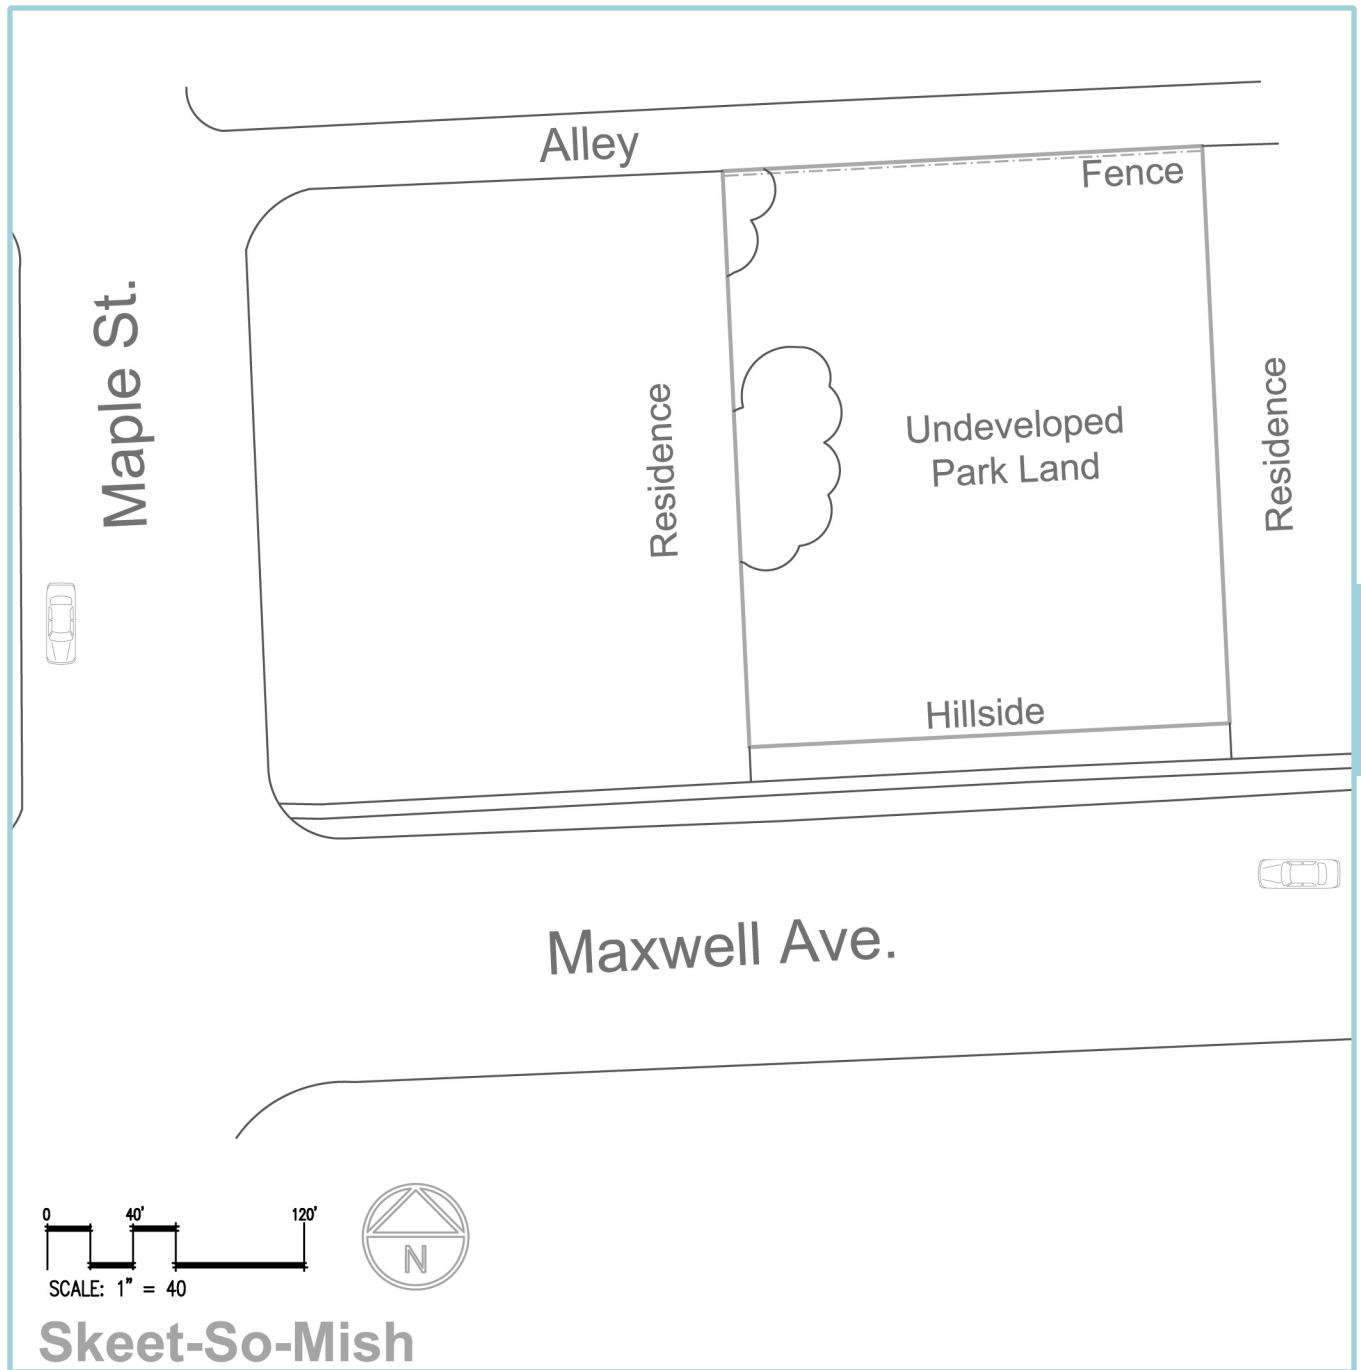 Alley
Fence
Maple St.
Residence
Undeveloped
Park Land
Residence
Hillside
Maxwell Ave.
0 40' 120'
SCALE: 1" = 40
N
Skeet-So-Mish